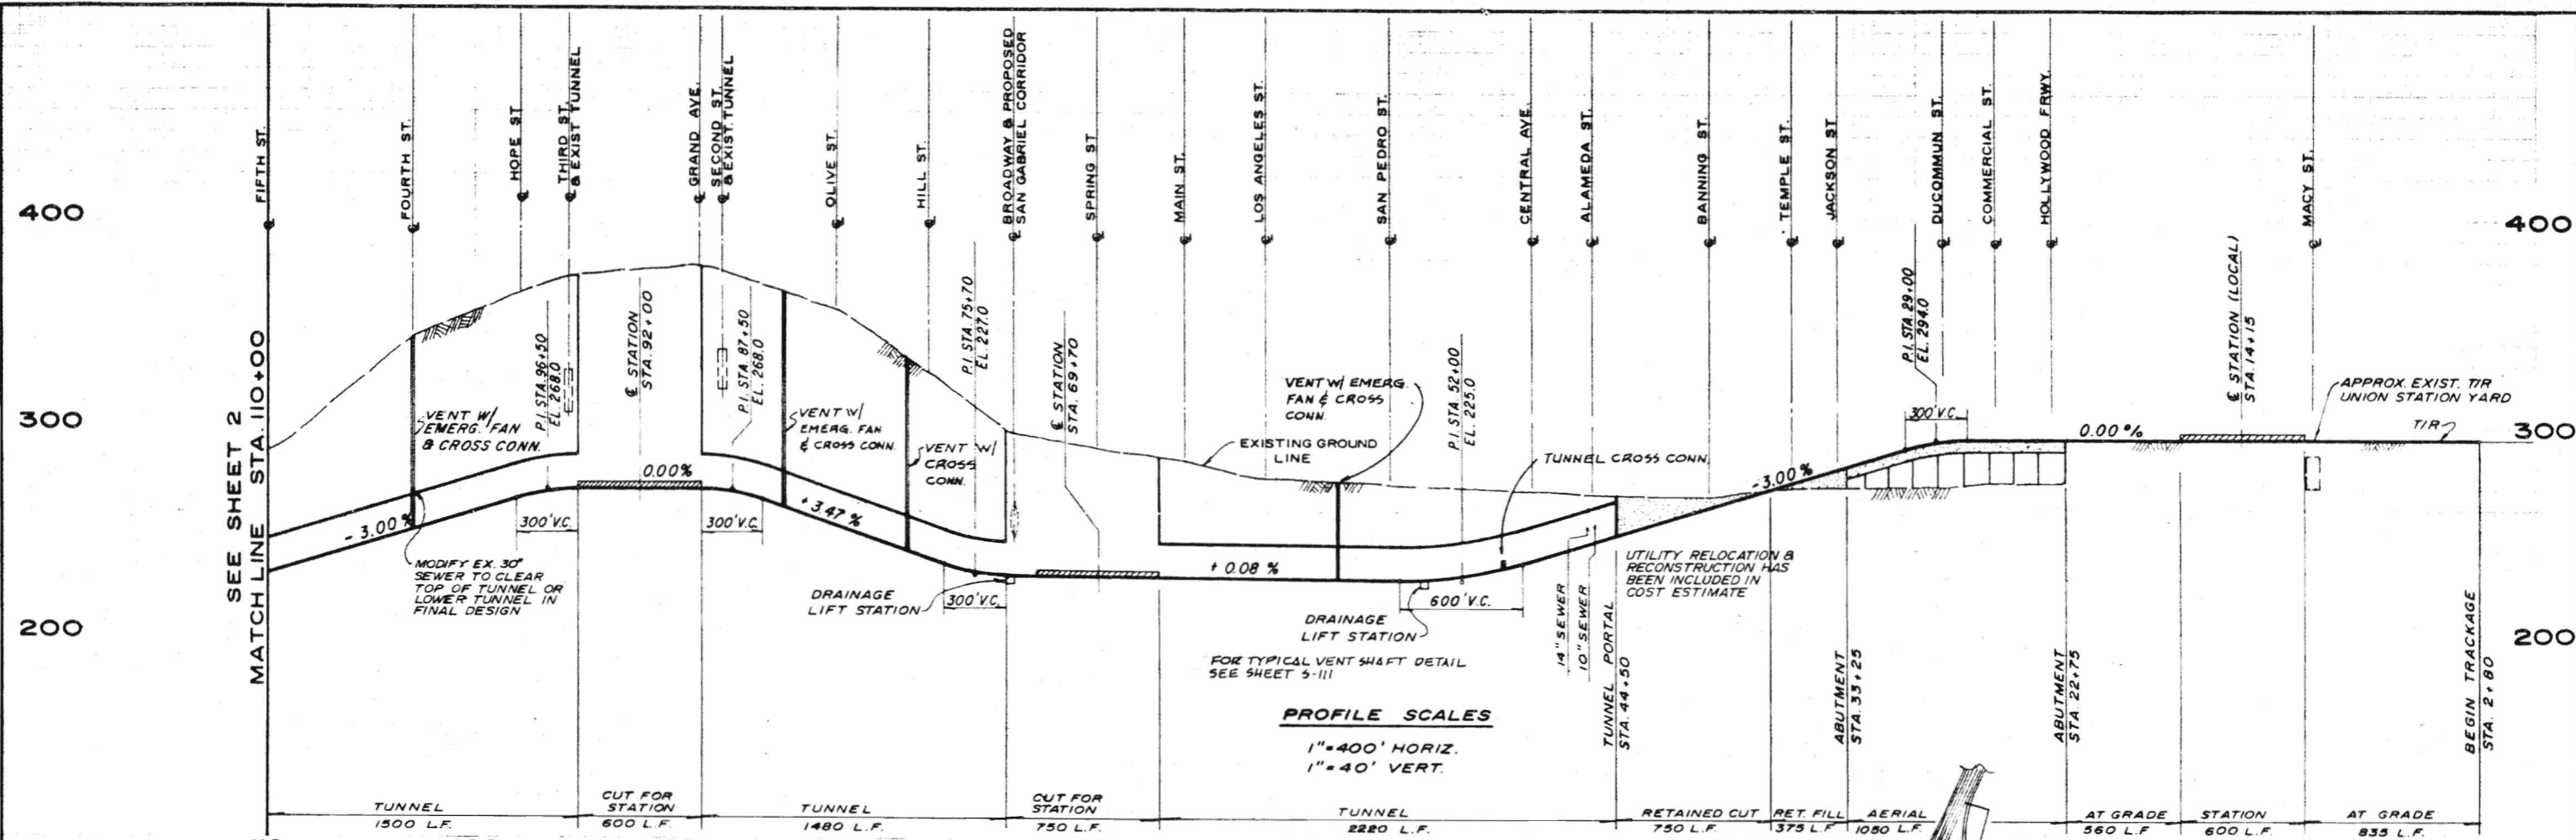 FIFTH ST.
FOURTH ST.
HOPE ST
THIRD ST.
& EXIST TUNNEL
GRAND AVE.
SECOND ST.
& EXIST. TUNNEL
OLIVE ST.
HILL ST.
BROADWAY & PROPOSED
SAN GABRIEL CORRIDOR
SPRING ST.
MAIN ST.
LOS ANGELES ST.
SAN PEDRO ST.
CENTRAL AVE.
ALAMEDA ST.
BANNING ST.
TEMPLE ST.
JACKSON ST
DUCOMMUN ST.
COMMERCIAL ST.
HOLLYWOOD FRWY.
MACY ST.
400
400
300
300
200
200
SEE SHEET 2
MATCH LINE STA. 110+00
VENT W/
EMERG. FAN
& CROSS CONN.
P.I. STA. 96+50
EL. 268.0
℄ STATION
STA. 92+00
P.I. STA. 87+50
EL. 268.0
VENT W/
EMERG. FAN
& CROSS CONN.
VENT W/
CROSS
CONN.
P.I. STA. 75+70
EL. 227.0
℄ STATION
STA. 69+70
EXISTING GROUND
LINE
VENT W/ EMERG.
FAN & CROSS
CONN.
P.I. STA. 52+00
EL. 225.0
TUNNEL CROSS CONN.
P.I. STA. 29+00
EL. 294.0
300' V.C.
℄ STATION (LOCAL)
STA. 14+15
APPROX. EXIST. T/R
UNION STATION YARD
T/R
0.00 %
-3.00 %
0.00 %
+3.47 %
-3.00%
+0.08 %
300' V.C.
300' V.C.
300' V.C.
600' V.C.
MODIFY EX. 30"
SEWER TO CLEAR
TOP OF TUNNEL OR
LOWER TUNNEL IN
FINAL DESIGN
DRAINAGE
LIFT STATION
DRAINAGE
LIFT STATION
FOR TYPICAL VENT SHAFT DETAIL
SEE SHEET S-111
14" SEWER
10" SEWER
UTILITY RELOCATION &
RECONSTRUCTION HAS
BEEN INCLUDED IN
COST ESTIMATE
TUNNEL PORTAL
STA. 44+50
ABUTMENT
STA. 33+25
ABUTMENT
STA. 22+75
BEGIN TRACKAGE
STA. 2+80
PROFILE SCALES
1"=400' HORIZ.
1"=40' VERT.
TUNNEL
1500 L.F.
CUT FOR
STATION
600 L.F.
TUNNEL
1480 L.F.
CUT FOR
STATION
750 L.F.
TUNNEL
2220 L.F.
RETAINED CUT
750 L.F.
RET. FILL
375 L.F
AERIAL
1050 L.F.
AT GRADE
560 L.F
STATION
600 L.F.
AT GRADE
835 L.F.